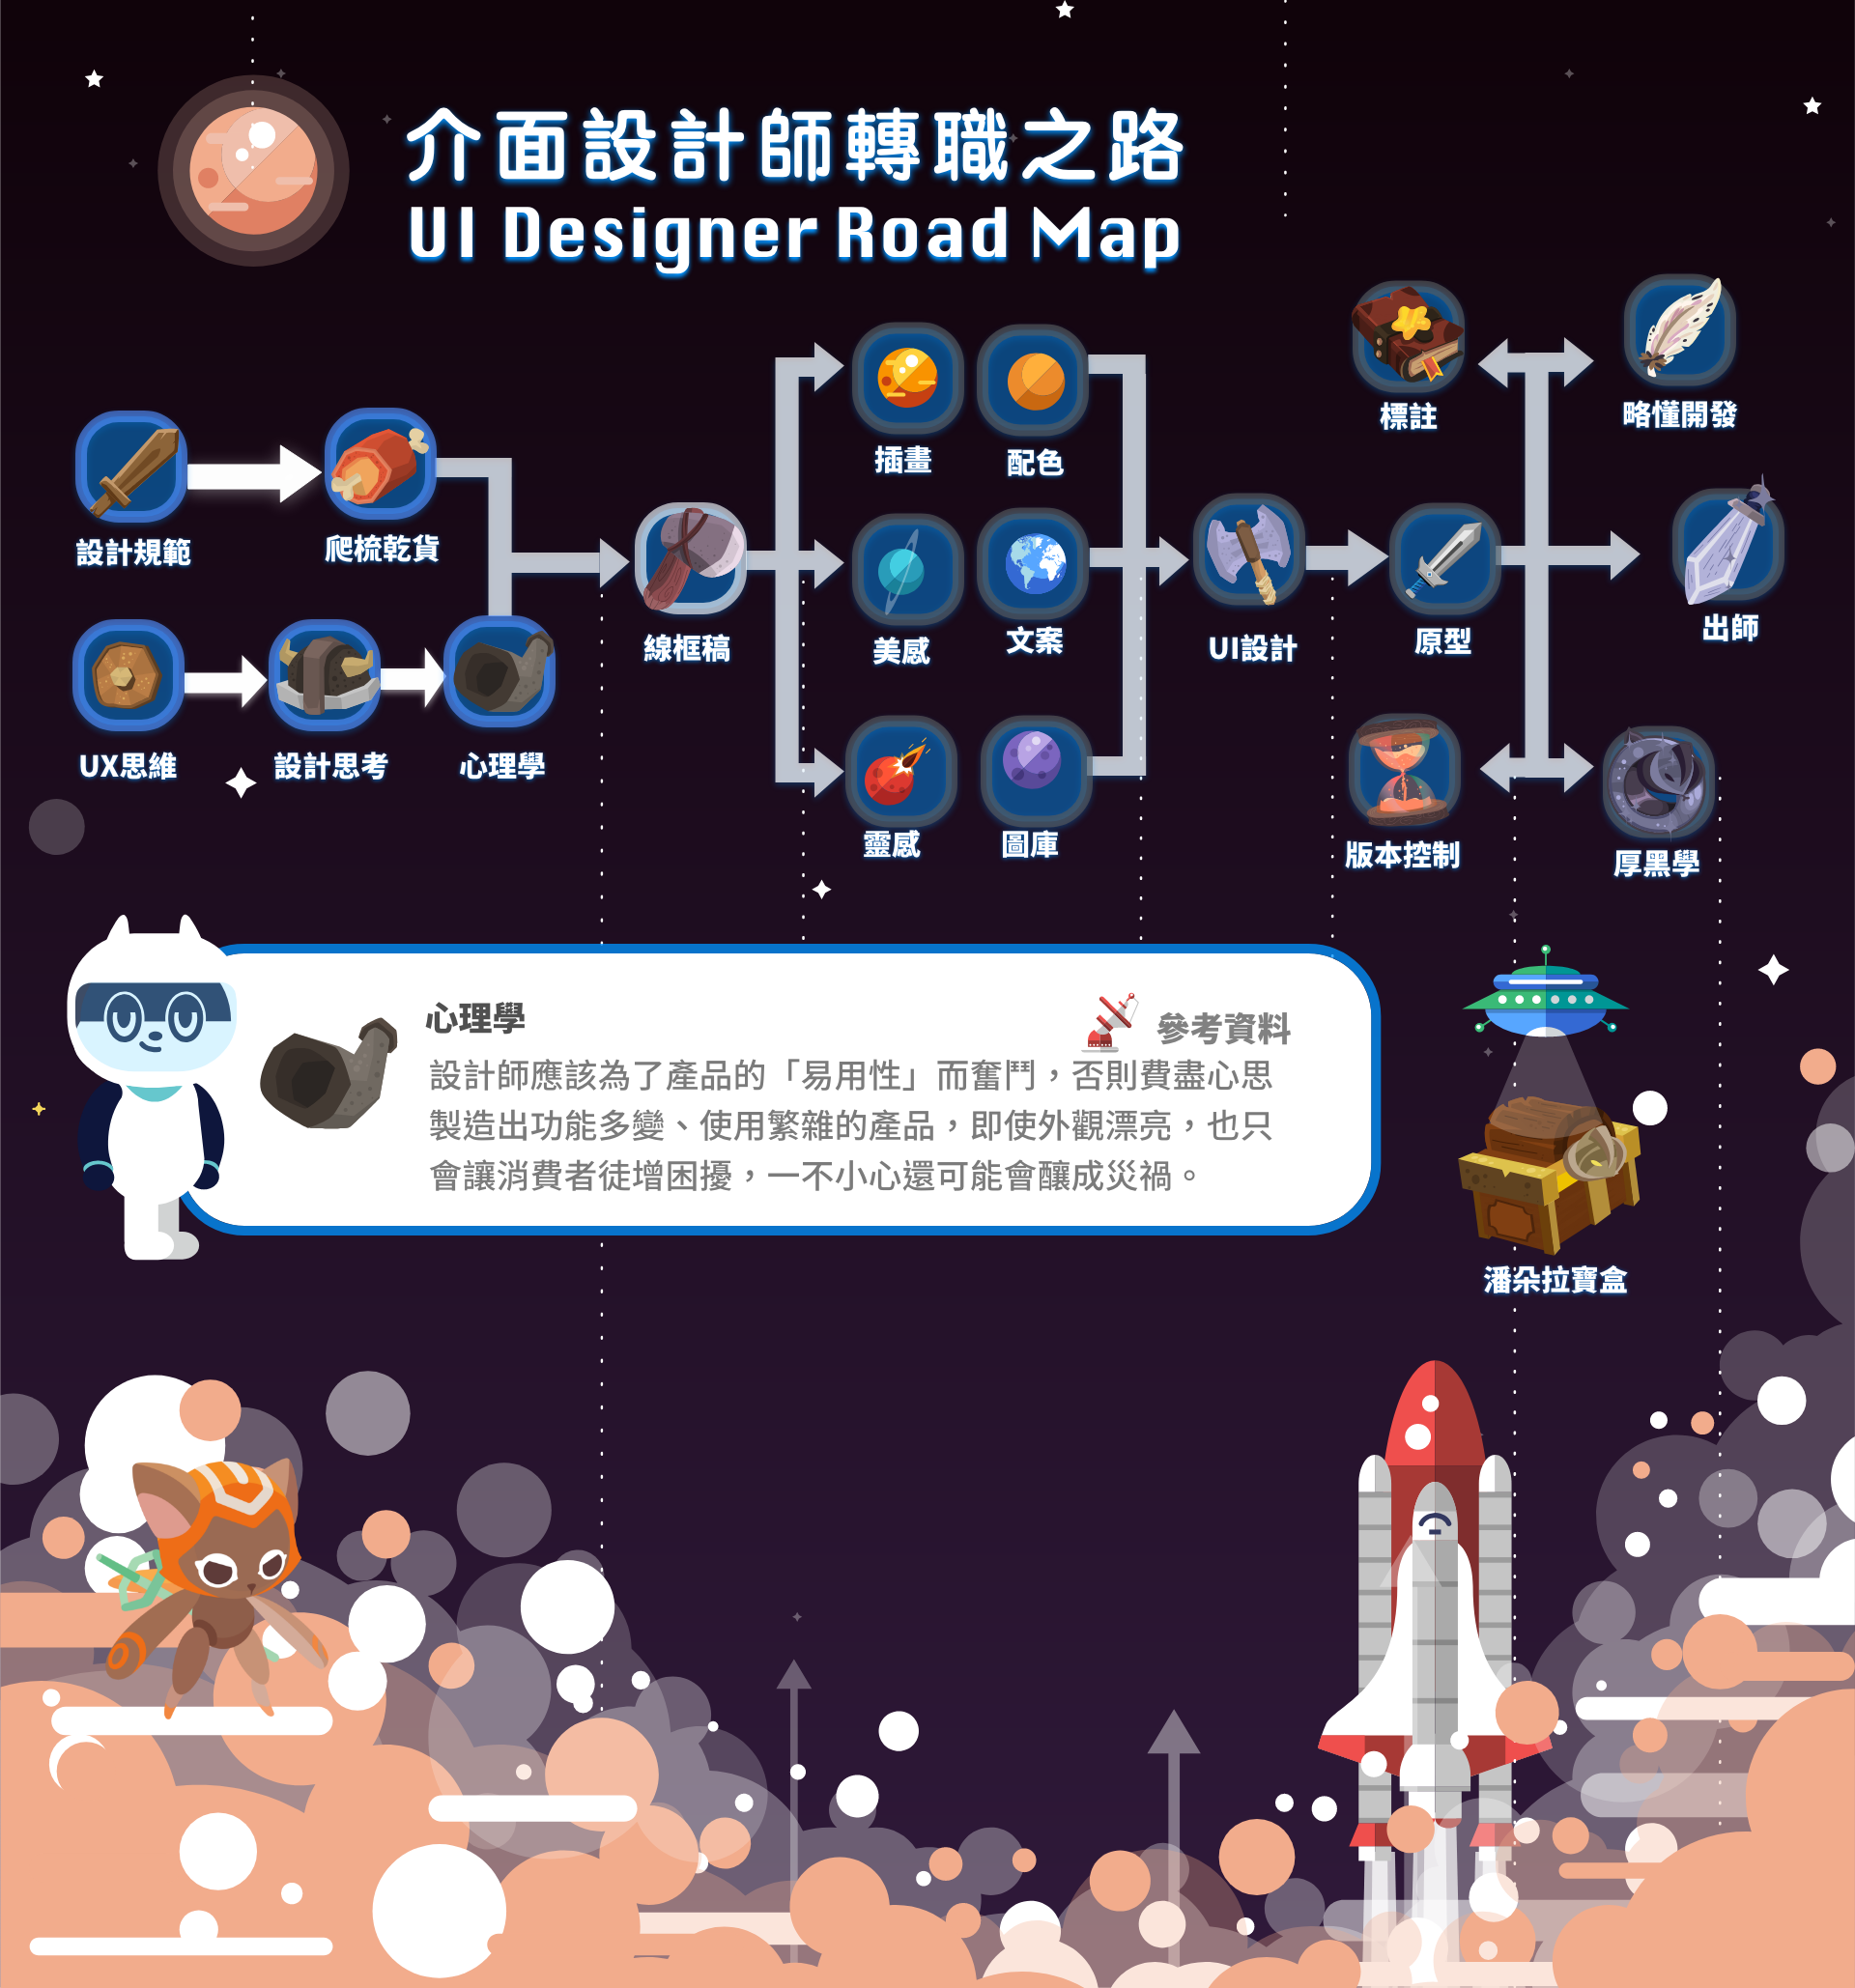 介面設計師轉職之路
UI Designer Road Map
設計規範
爬梳乾貨
UX思維
設計思考
心理學
線框稿
插畫
配色
美感
文案
靈感
圖庫
UI設計
原型
標註
略懂開發
出師
版本控制
厚黑學
心理學
參考資料
設計師應該為了產品的「易用性」而奮鬥，否則費盡心思
製造出功能多變、使用繁雜的產品，即使外觀漂亮，也只
會讓消費者徒增困擾，一不小心還可能會釀成災禍。
潘朵拉寶盒